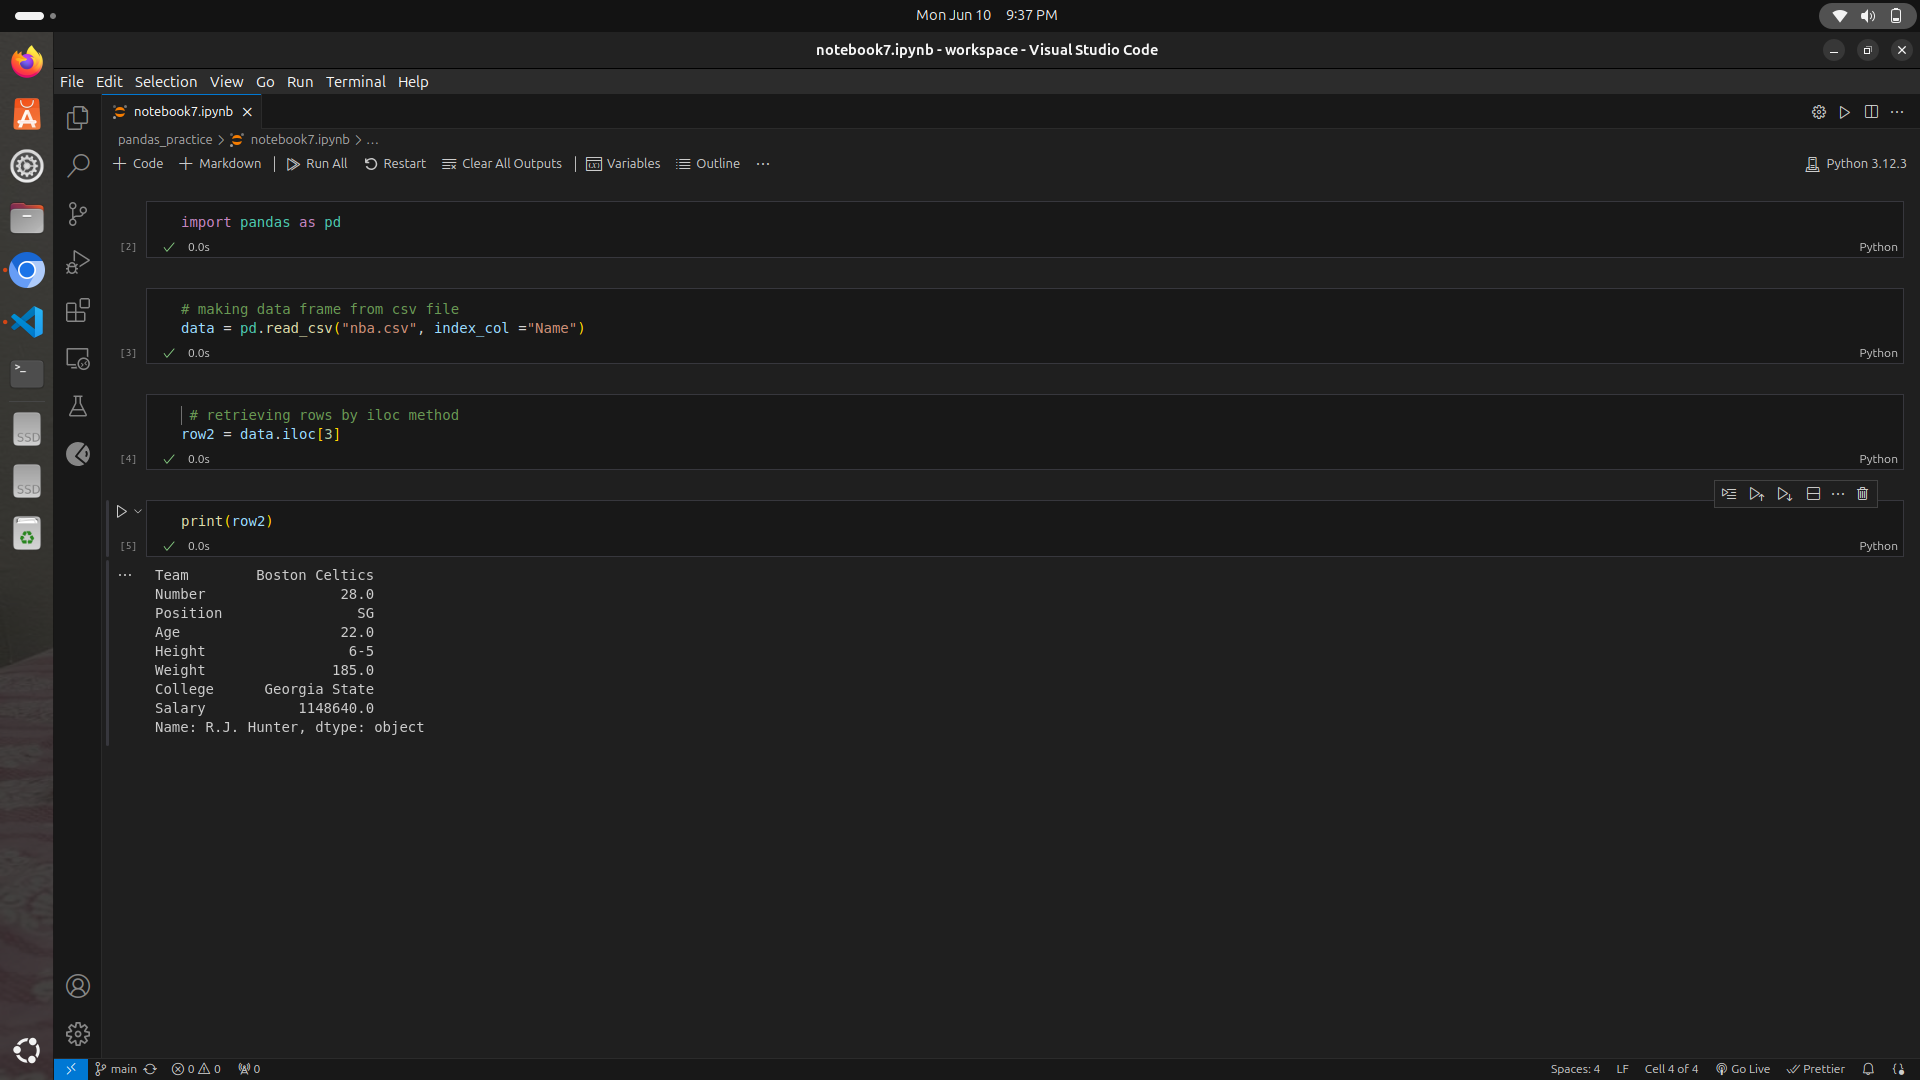 Mon Jun 10 9:37 PM
notebook7.ipynb - workspace - Visual Studio Code
File Edit Selection View Go Run Terminal Help
notebook7.ipynb
pandas_practice > notebook7.ipynb > ...
+ Code + Markdown | Run All Restart Clear All Outputs | Variables Outline ...
Python 3.12.3
import pandas as pd
[2] 0.0s Python
# making data frame from csv file
data = pd.read_csv("nba.csv", index_col ="Name")
[3] 0.0s Python
# retrieving rows by iloc method
row2 = data.iloc[3]
[4] 0.0s Python
print(row2)
[5] 0.0s Python
Team Boston Celtics
Number 28.0
Position SG
Age 22.0
Height 6-5
Weight 185.0
College Georgia State
Salary 1148640.0
Name: R.J. Hunter, dtype: object
SSD
SSD
main 0 0 0 Spaces: 4 LF Cell 4 of 4 Go Live Prettier